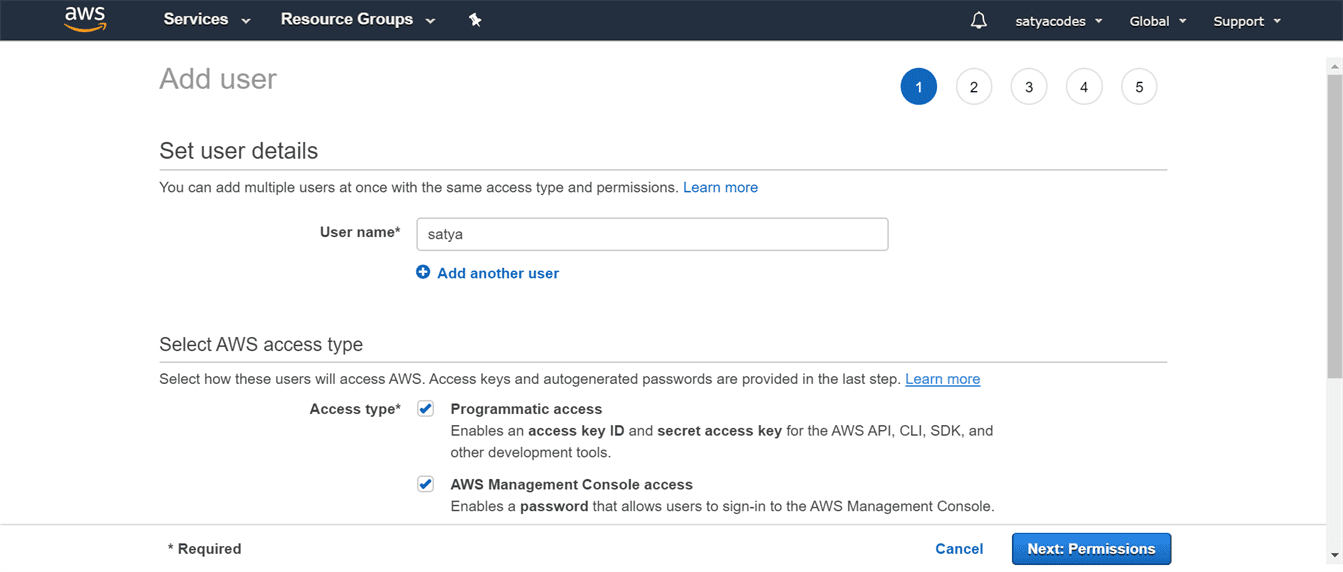 aws Services Resource Groups satyacodes Global Support
Add user
1 2 3 4 5
Set user details
You can add multiple users at once with the same access type and permissions. Learn more
User name* satya
Add another user
Select AWS access type
Select how these users will access AWS. Access keys and autogenerated passwords are provided in the last step. Learn more
Access type* Programmatic access
Enables an access key ID and secret access key for the AWS API, CLI, SDK, and
other development tools.
AWS Management Console access
Enables a password that allows users to sign-in to the AWS Management Console.
* Required Cancel Next: Permissions